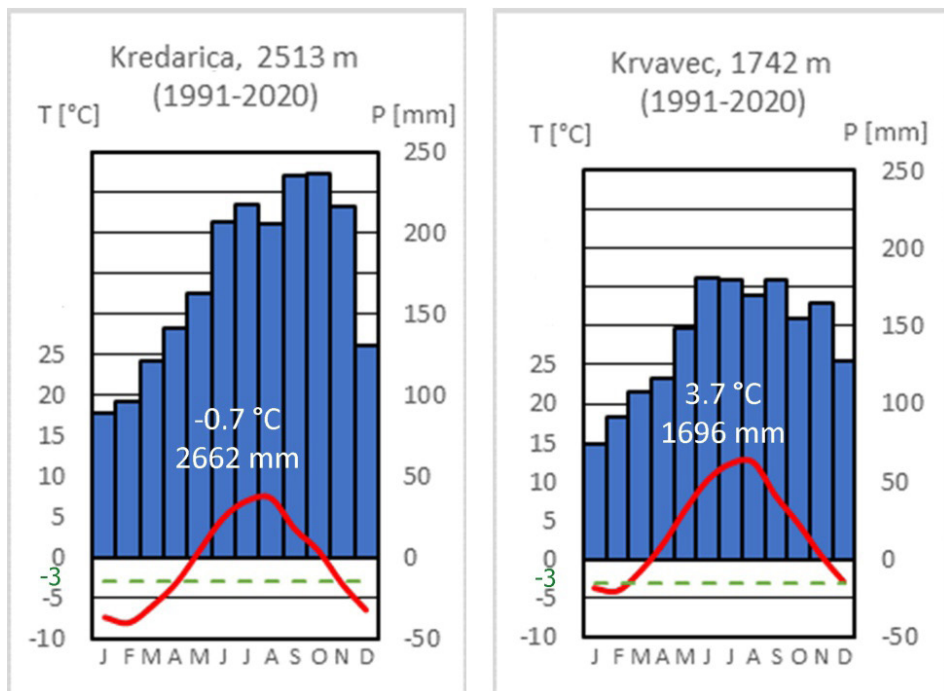 Kredarica, 2513 m
(1991-2020)
T [°C]
P [mm]
25
20
15
10
5
0
-3
-5
-10
250
200
150
100
50
0
-50
-0.7 °C
2662 mm
J F M A M J J A S O N D
Krvavec, 1742 m
(1991-2020)
T [°C]
P [mm]
25
20
15
10
5
0
-3
-5
-10
250
200
150
100
50
0
-50
3.7 °C
1696 mm
J F M A M J J A S O N D